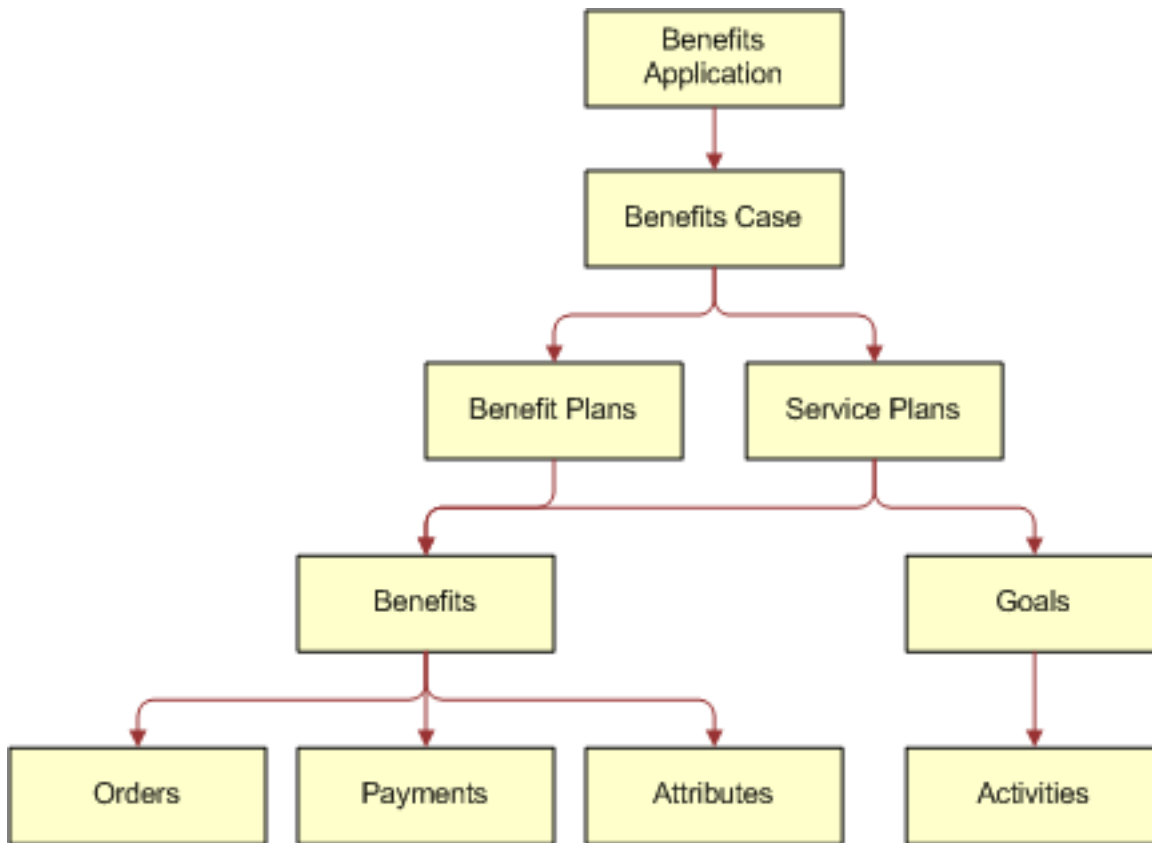 Benefits
Application
Benefits Case
Benefit Plans
Service Plans
Benefits
Goals
Orders
Payments
Attributes
Activities